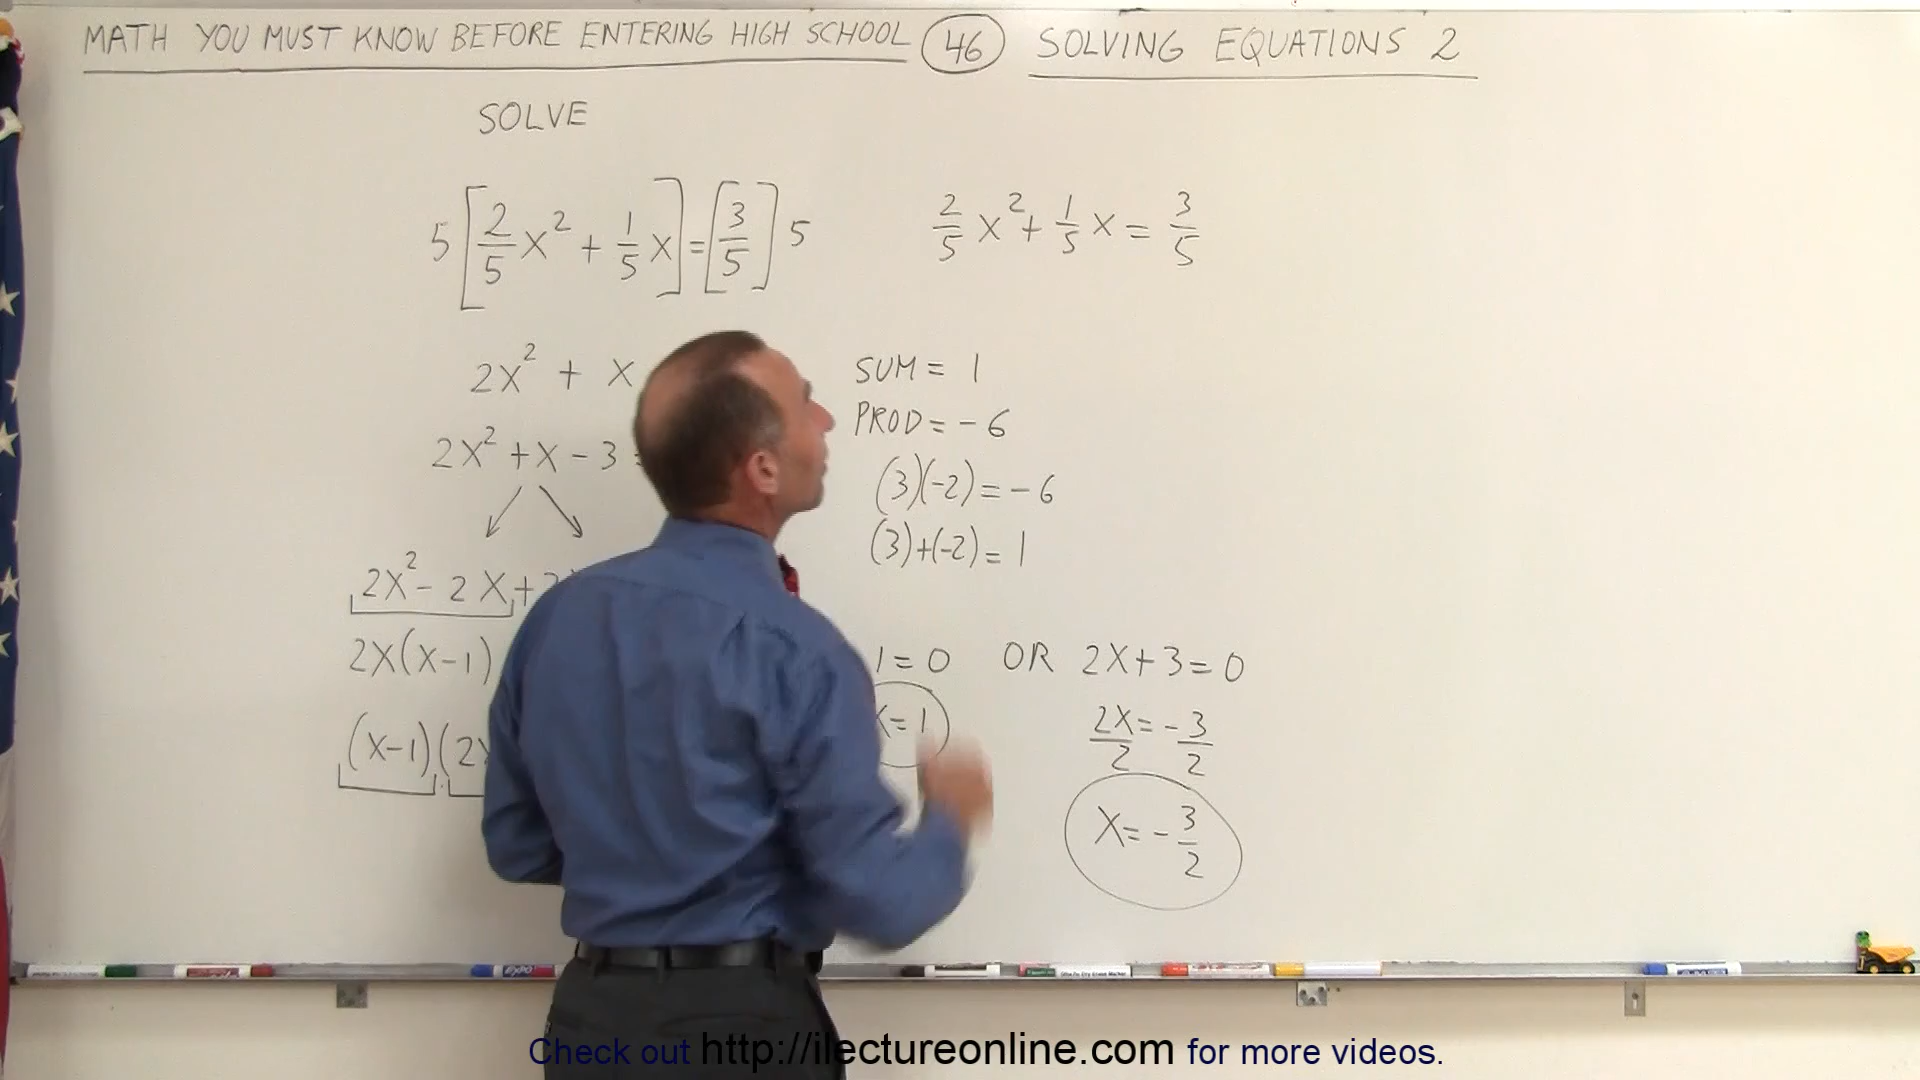 MATH YOU MUST KNOW BEFORE ENTERING HIGH SCHOOL (46) SOLVING EQUATIONS 2
SOLVE
5[2/5 x² + 1/5 x] = [3/5] 5
2x² + x
2x² + x - 3
2x² - 2x +
2x(x-1)
(x-1)(2x
2/5 x² + 1/5 x = 3/5
SUM = 1
PROD = -6
(3)(-2) = -6
(3)+(-2) = 1
1 = 0 OR 2x+3=0
x=1
2x/2 = -3/2
x = -3/2
EXPO
Check out http://ilectureonline.com for more videos.